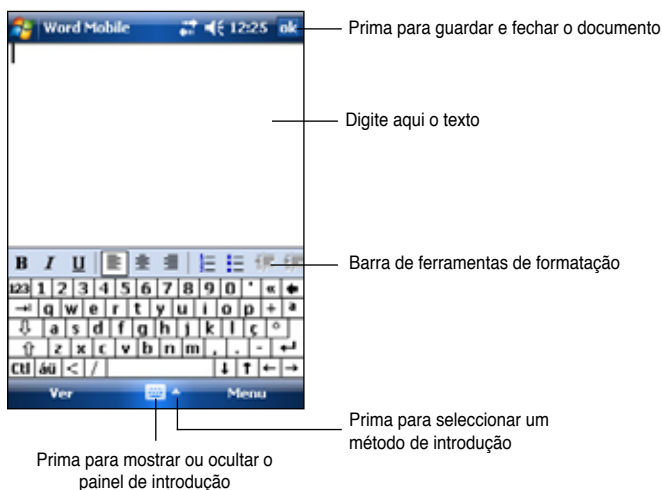 Word Mobile 12:25 ok
Prima para guardar e fechar o documento
Digite aqui o texto
B I U
Barra de ferramentas de formatação
123 1 2 3 4 5 6 7 8 9 0 ' «
q w e r t y u i o p + ª
a s d f g h j k l ç º
z x c v b n m , . -
Ctl áü < /
Ver Menu
Prima para seleccionar um
método de introdução
Prima para mostrar ou ocultar o
painel de introdução